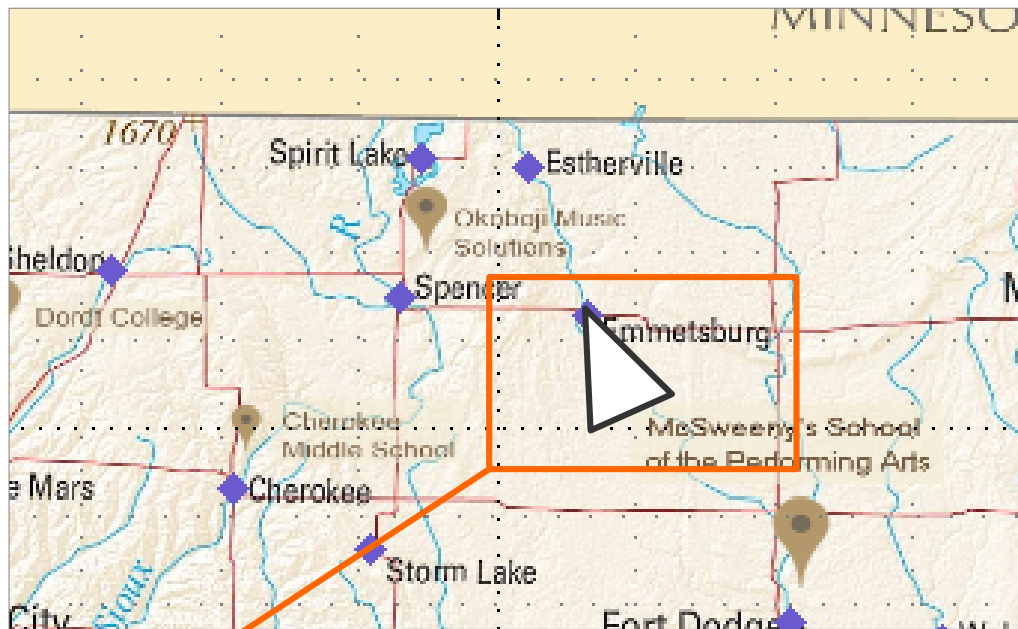 MINNESO
1670
Spirit Lake
Estherville
R
Okoboji Music
Solutions
Sheldon
Spencer
Dordt College
Emmetsburg
M
Cherokee
Middle School
McSweeny's School
of the Performing Arts
e Mars
Cherokee
Storm Lake
Sioux
City
Fort Dodge